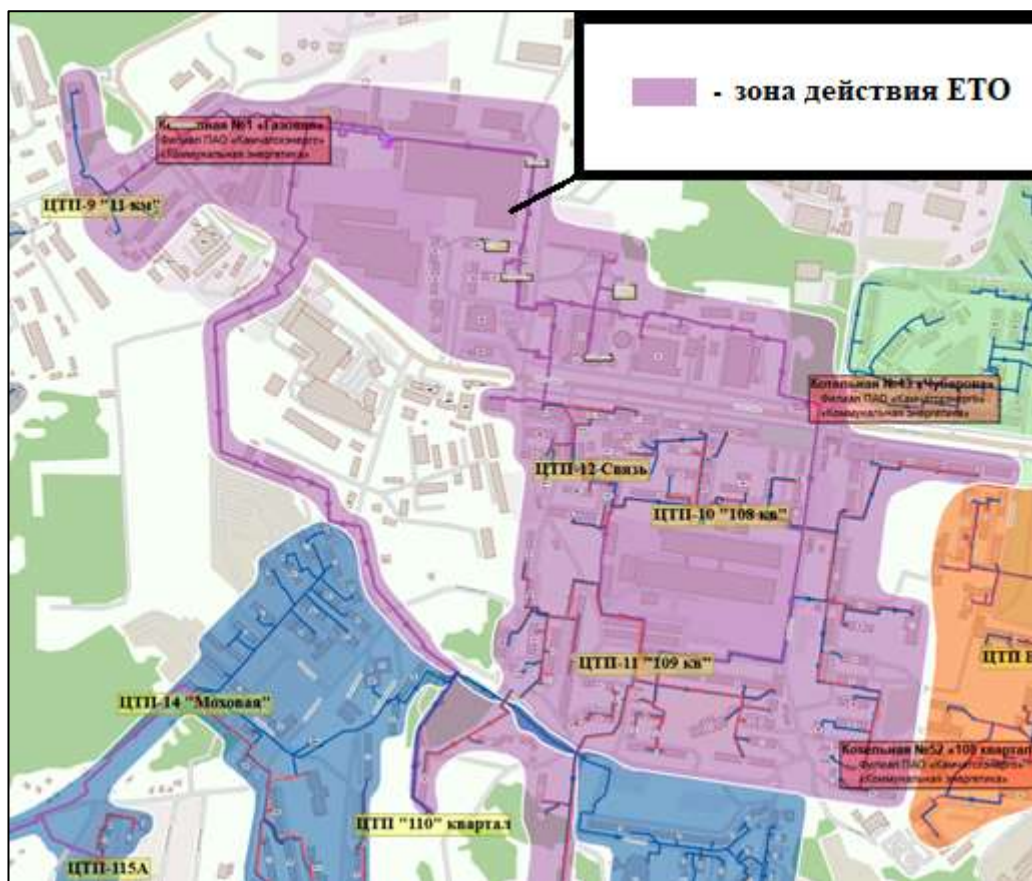 - зона действия ЕТО
Котельная №1 «Газовая»
Филиал ПАО «Камчатскэнерго»
«Коммунальная энергетика»
ЦТП-9 "11 км"
Котельная №43 «Чубарова»
Филиал ПАО «Камчатскэнерго»
«Коммунальная энергетика»
ЦТП-12 Связь
ЦТП-10 "108 кв"
ЦТП-11 "109 кв"
ЦТП-14 "Моховая"
Котельная №52 «108 квартал
Филиал ПАО «Камчатскэнерго»
«Коммунальная энергетика»
ЦТП "110" квартал
ЦТП-115А